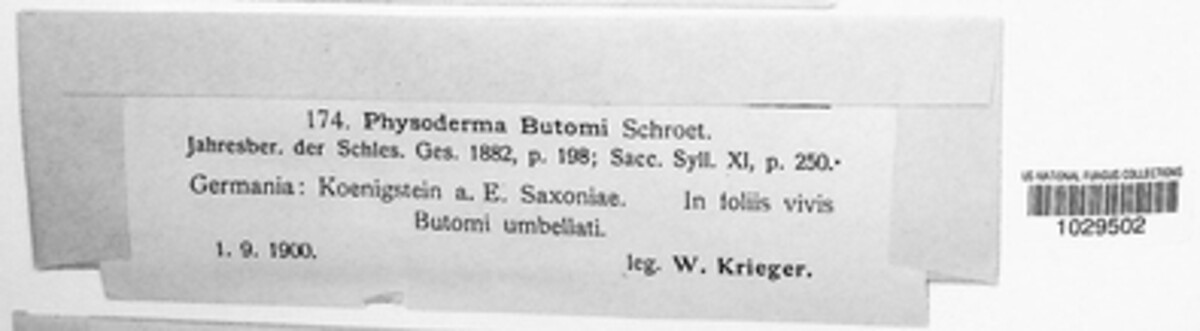 174. Physoderma Butomi Schroet.
Jahresber. der Schles. Ges. 1882, p. 198; Sacc. Syll. XI, p. 250.
Germania: Koenigstein a. E. Saxoniae. In foliis vivis
Butomi umbellati.
1. 9. 1900.
leg. W. Krieger.
US NATIONAL FUNGUS COLLECTIONS
1029502